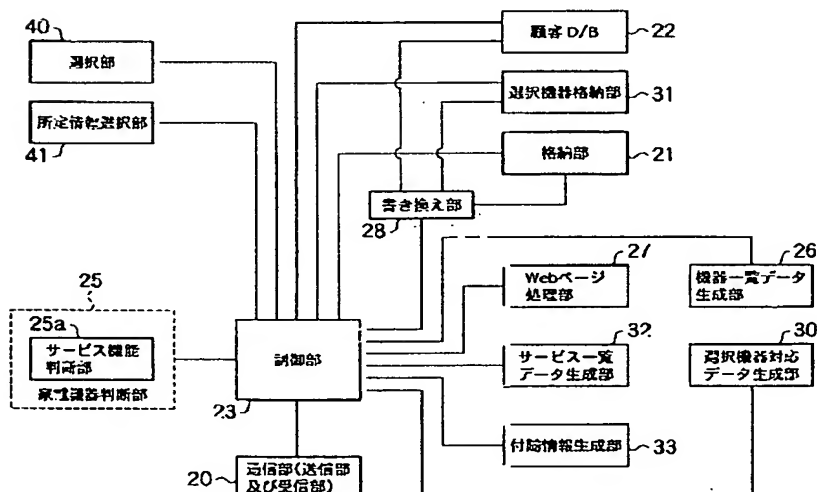 40
選択部
所定情報選択部
41
顧客 D/B
22
選択機器格納部
31
格納部
21
書き換え部
28
27
Webページ
処理部
26
機器一覧データ
生成部
25
25a
サービス機能
判断部
家電機器判断部
制御部
23
32
サービス一覧
データ生成部
30
選択機器対応
データ生成部
付随情報生成部
33
20
通信部(送信部
及び受信部)